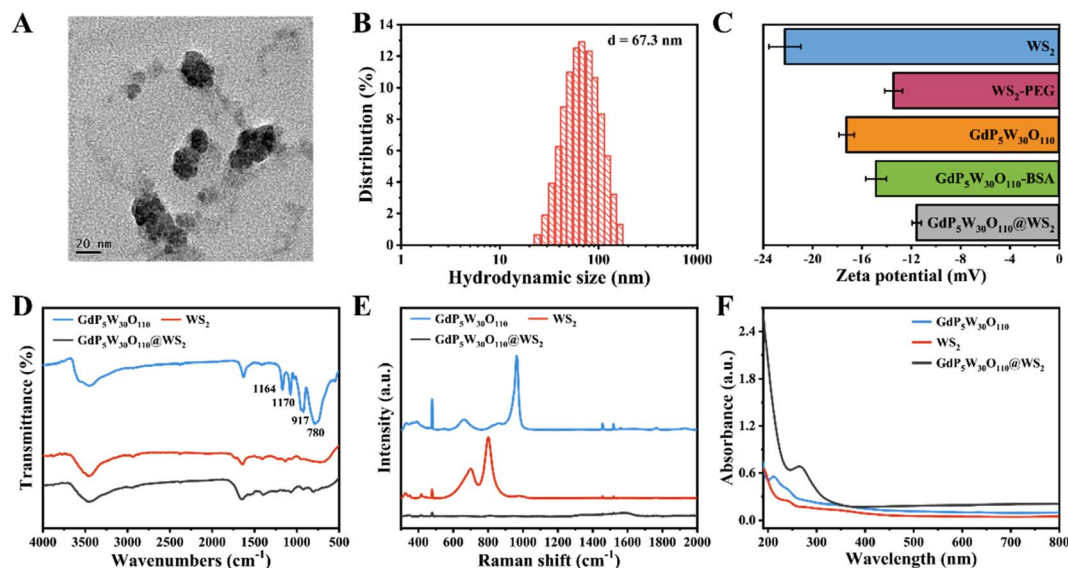 A
20 nm
B
Distribution (%)
14
12
10
8
6
4
2
0
d = 67.3 nm
1
10
100
1000
Hydrodynamic size (nm)
C
WS₂
WS₂-PEG
GdP₅W₃₀O₁₁₀
GdP₅W₃₀O₁₁₀-BSA
GdP₅W₃₀O₁₁₀@WS₂
-24
-20
-16
-12
-8
-4
0
Zeta potential (mV)
D
Transmittance (%)
GdP₅W₃₀O₁₁₀
WS₂
GdP₅W₃₀O₁₁₀@WS₂
1164
1170
917
780
4000
3500
3000
2500
2000
1500
1000
500
Wavenumbers (cm⁻¹)
E
Intensity (a.u.)
GdP₅W₃₀O₁₁₀
WS₂
GdP₅W₃₀O₁₁₀@WS₂
400
600
800
1000
1200
1400
1600
1800
2000
Raman shift (cm⁻¹)
F
Absorbance (a.u.)
2.4
1.8
1.2
0.6
0.0
GdP₅W₃₀O₁₁₀
WS₂
GdP₅W₃₀O₁₁₀@WS₂
200
300
400
500
600
700
800
Wavelength (nm)